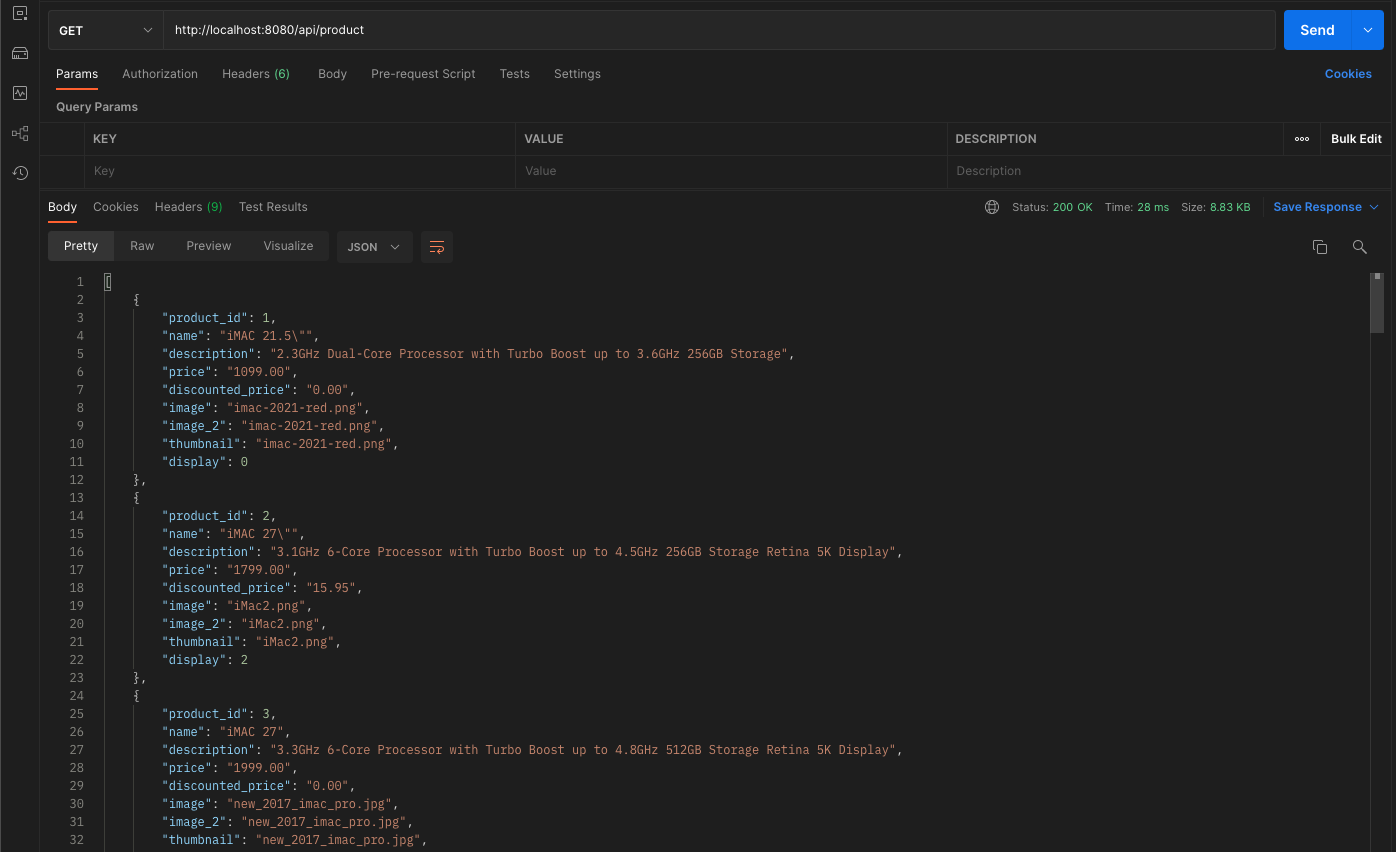 GET http://localhost:8080/api/product Send
Params Authorization Headers (6) Body Pre-request Script Tests Settings Cookies
Query Params
KEY VALUE DESCRIPTION ooo Bulk Edit
Key Value Description
Body Cookies Headers (9) Test Results Status: 200 OK Time: 28 ms Size: 8.83 KB Save Response
Pretty Raw Preview Visualize JSON
1 [
2 {
3 "product_id": 1,
4 "name": "iMAC 21.5\"",
5 "description": "2.3GHz Dual-Core Processor with Turbo Boost up to 3.6GHz 256GB Storage",
6 "price": "1099.00",
7 "discounted_price": "0.00",
8 "image": "imac-2021-red.png",
9 "image_2": "imac-2021-red.png",
10 "thumbnail": "imac-2021-red.png",
11 "display": 0
12 },
13 {
14 "product_id": 2,
15 "name": "iMAC 27\"",
16 "description": "3.1GHz 6-Core Processor with Turbo Boost up to 4.5GHz 256GB Storage Retina 5K Display",
17 "price": "1799.00",
18 "discounted_price": "15.95",
19 "image": "iMac2.png",
20 "image_2": "iMac2.png",
21 "thumbnail": "iMac2.png",
22 "display": 2
23 },
24 {
25 "product_id": 3,
26 "name": "iMAC 27",
27 "description": "3.3GHz 6-Core Processor with Turbo Boost up to 4.8GHz 512GB Storage Retina 5K Display",
28 "price": "1999.00",
29 "discounted_price": "0.00",
30 "image": "new_2017_imac_pro.jpg",
31 "image_2": "new_2017_imac_pro.jpg",
32 "thumbnail": "new_2017_imac_pro.jpg",